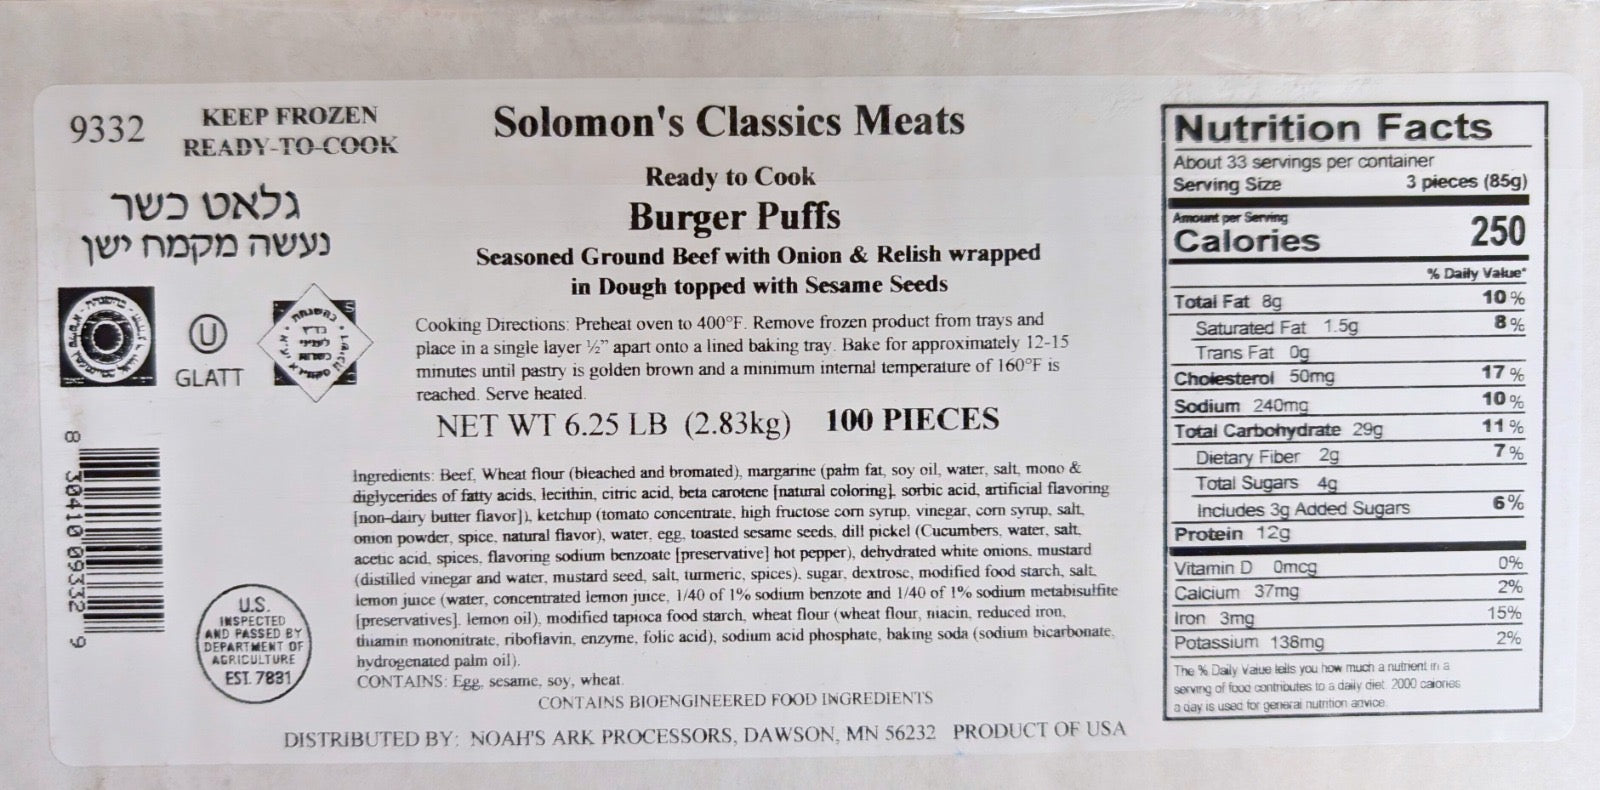 9332
KEEP FROZEN
READY-TO-COOK
גלאט כשר
נעשה מקמח ישן
U
GLATT
8 30410 09332 9
U.S.
INSPECTED
AND PASSED BY
DEPARTMENT OF
AGRICULTURE
EST. 7831
Solomon's Classics Meats
Ready to Cook
Burger Puffs
Seasoned Ground Beef with Onion & Relish wrapped
in Dough topped with Sesame Seeds
Cooking Directions: Preheat oven to 400°F. Remove frozen product from trays and
place in a single layer ½” apart onto a lined baking tray. Bake for approximately 12-15
minutes until pastry is golden brown and a minimum internal temperature of 160°F is
reached. Serve heated.
NET WT 6.25 LB (2.83kg) 100 PIECES
Ingredients: Beef, Wheat flour (bleached and bromated), margarine (palm fat, soy oil, water, salt, mono &
diglycerides of fatty acids, lecithin, citric acid, beta carotene [natural coloring], sorbic acid, artificial flavoring
[non-dairy butter flavor]), ketchup (tomato concentrate, high fructose corn syrup, vinegar, corn syrup, salt,
onion powder, spice, natural flavor), water, egg, toasted sesame seeds, dill pickel (Cucumbers, water, salt,
acetic acid, spices, flavoring sodium benzoate [preservative] hot pepper), dehydrated white onions, mustard
(distilled vinegar and water, mustard seed, salt, turmeric, spices), sugar, dextrose, modified food starch, salt,
lemon juice (water, concentrated lemon juice, 1/40 of 1% sodium benzote and 1/40 of 1% sodium metabisulfite
[preservatives], lemon oil), modified tapioca food starch, wheat flour (wheat flour, niacin, reduced iron,
thiamin mononitrate, riboflavin, enzyme, folic acid), sodium acid phosphate, baking soda (sodium bicarbonate,
hydrogenated palm oil).
CONTAINS: Egg, sesame, soy, wheat.
CONTAINS BIOENGINEERED FOOD INGREDIENTS
DISTRIBUTED BY: NOAH'S ARK PROCESSORS, DAWSON, MN 56232 PRODUCT OF USA
Nutrition Facts
About 33 servings per container
Serving Size 3 pieces (85g)
Amount per Serving
Calories 250
% Daily Value*
Total Fat 8g 10%
Saturated Fat 1.5g 8%
Trans Fat 0g
Cholesterol 50mg 17%
Sodium 240mg 10%
Total Carbohydrate 29g 11%
Dietary Fiber 2g 7%
Total Sugars 4g
Includes 3g Added Sugars 6%
Protein 12g
Vitamin D 0mcg 0%
Calcium 37mg 2%
Iron 3mg 15%
Potassium 138mg 2%
The % Daily Value tells you how much a nutrient in a
serving of food contributes to a daily diet. 2000 calories
a day is used for general nutrition advice.